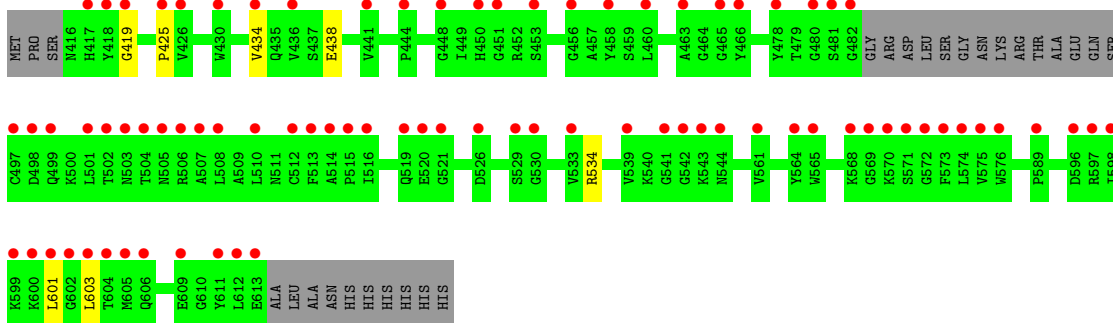 MET PRO SER N416 H417 Y418 G419 P425 V426 W430 V434 Q435 V436 S437 E438 V441 P444 G448 I449 H450 G451 R452 S453 G456 A457 Y458 S459 L460 A463 G464 G465 Y466 Y478 T479 G480 S481 G482 GLY ARG ASP LEU SER GLY ASN LYS ARG THR ALA GLU GLN SER
C497 D498 Q499 K500 L501 T502 N503 T504 N505 R506 A507 L508 A509 L510 N511 C512 F513 A514 P515 I516 Q519 E520 G521 D526 S529 G530 V533 R534 V539 K540 G541 G542 K543 N544 V561 Y564 W565 K568 G569 K570 S571 G572 F573 L574 V575 W576 P589 D596 R597 I598
K599 K600 L601 G602 L603 T604 M605 Q606 E609 G610 Y611 L612 E613 ALA LEU ALA ASN HIS HIS HIS HIS HIS HIS